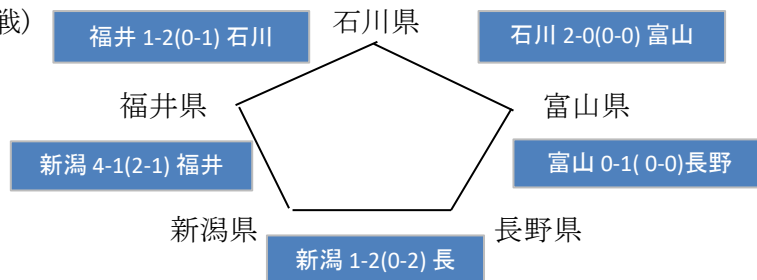 戦）
福井 1-2(0-1) 石川
石川県
石川 2-0(0-0) 富山
福井県
富山県
新潟 4-1(2-1) 福井
富山 0-1( 0-0)長野
新潟県
長野県
新潟 1-2(0-2) 長